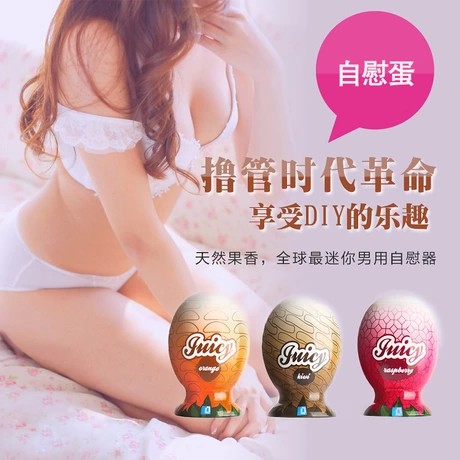 自慰蛋
撸管时代革命
享受DIY的乐趣
天然果香，全球最迷你男用自慰器
Juicy
orange
Juicy
kiwi
Juicy
raspberry